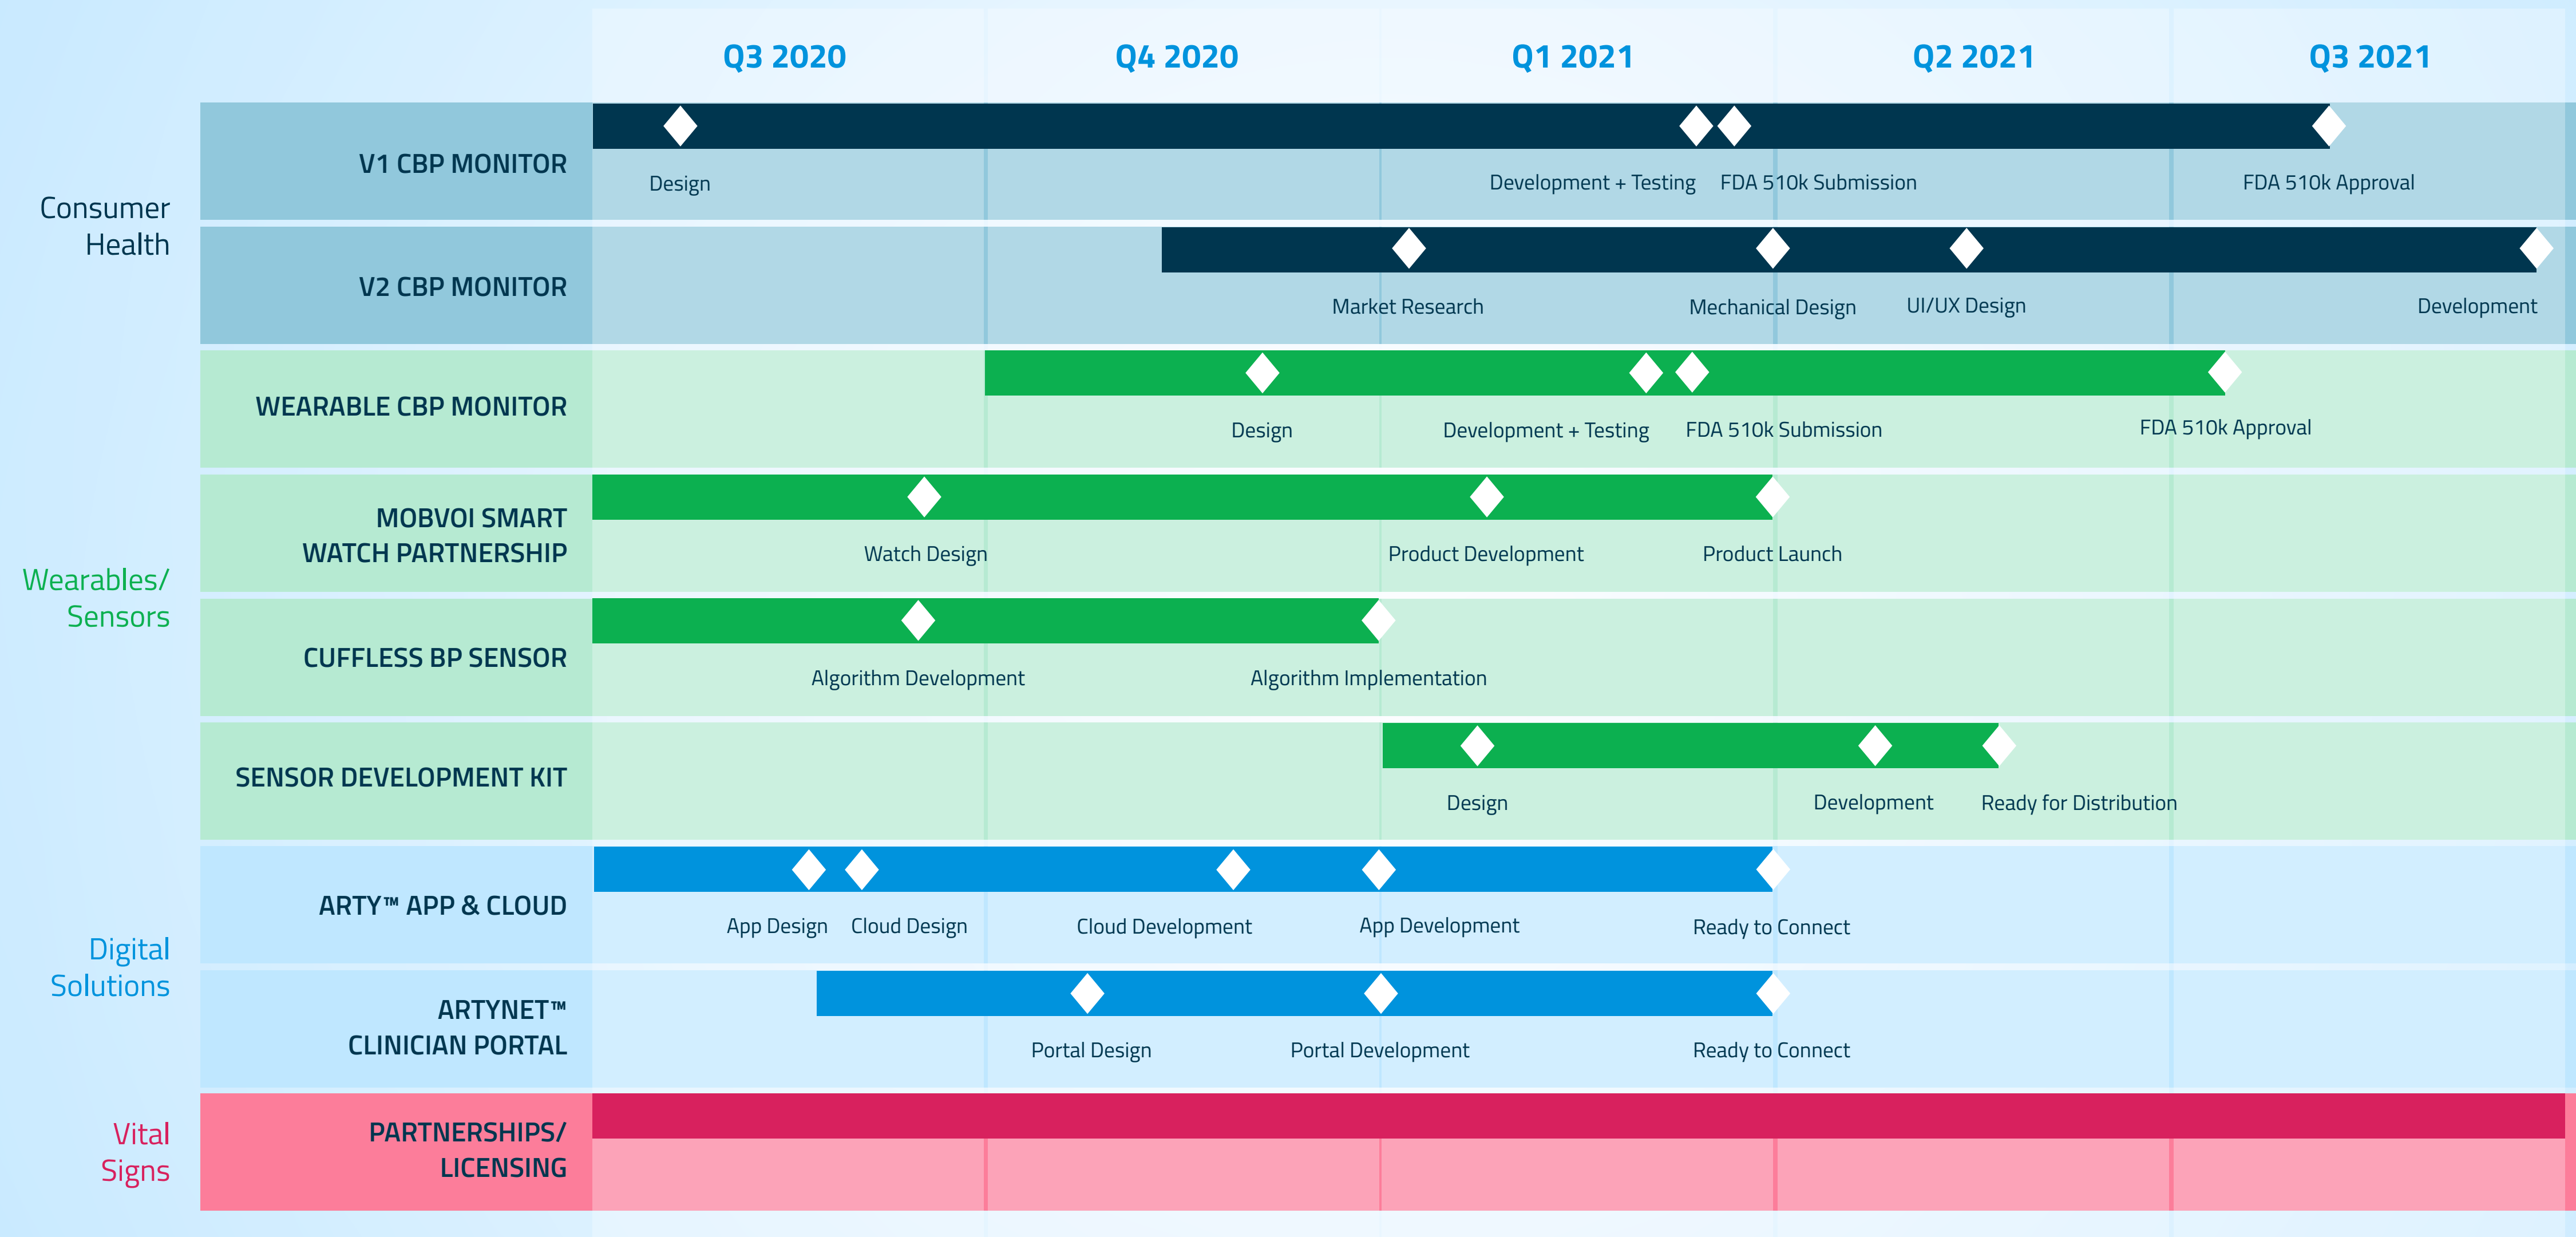 Q3 2020
Q4 2020
Q1 2021
Q2 2021
Q3 2021
Consumer
Health
V1 CBP MONITOR
Design
Development + Testing
FDA 510k Submission
FDA 510k Approval
V2 CBP MONITOR
Market Research
Mechanical Design
UI/UX Design
Development
Wearables/
Sensors
WEARABLE CBP MONITOR
Design
Development + Testing
FDA 510k Submission
FDA 510k Approval
MOBVOI SMART
WATCH PARTNERSHIP
Watch Design
Product Development
Product Launch
CUFFLESS BP SENSOR
Algorithm Development
Algorithm Implementation
SENSOR DEVELOPMENT KIT
Design
Development
Ready for Distribution
Digital
Solutions
ARTY™ APP & CLOUD
App Design
Cloud Design
Cloud Development
App Development
Ready to Connect
ARTYNET™
CLINICIAN PORTAL
Portal Design
Portal Development
Ready to Connect
Vital
Signs
PARTNERSHIPS/
LICENSING